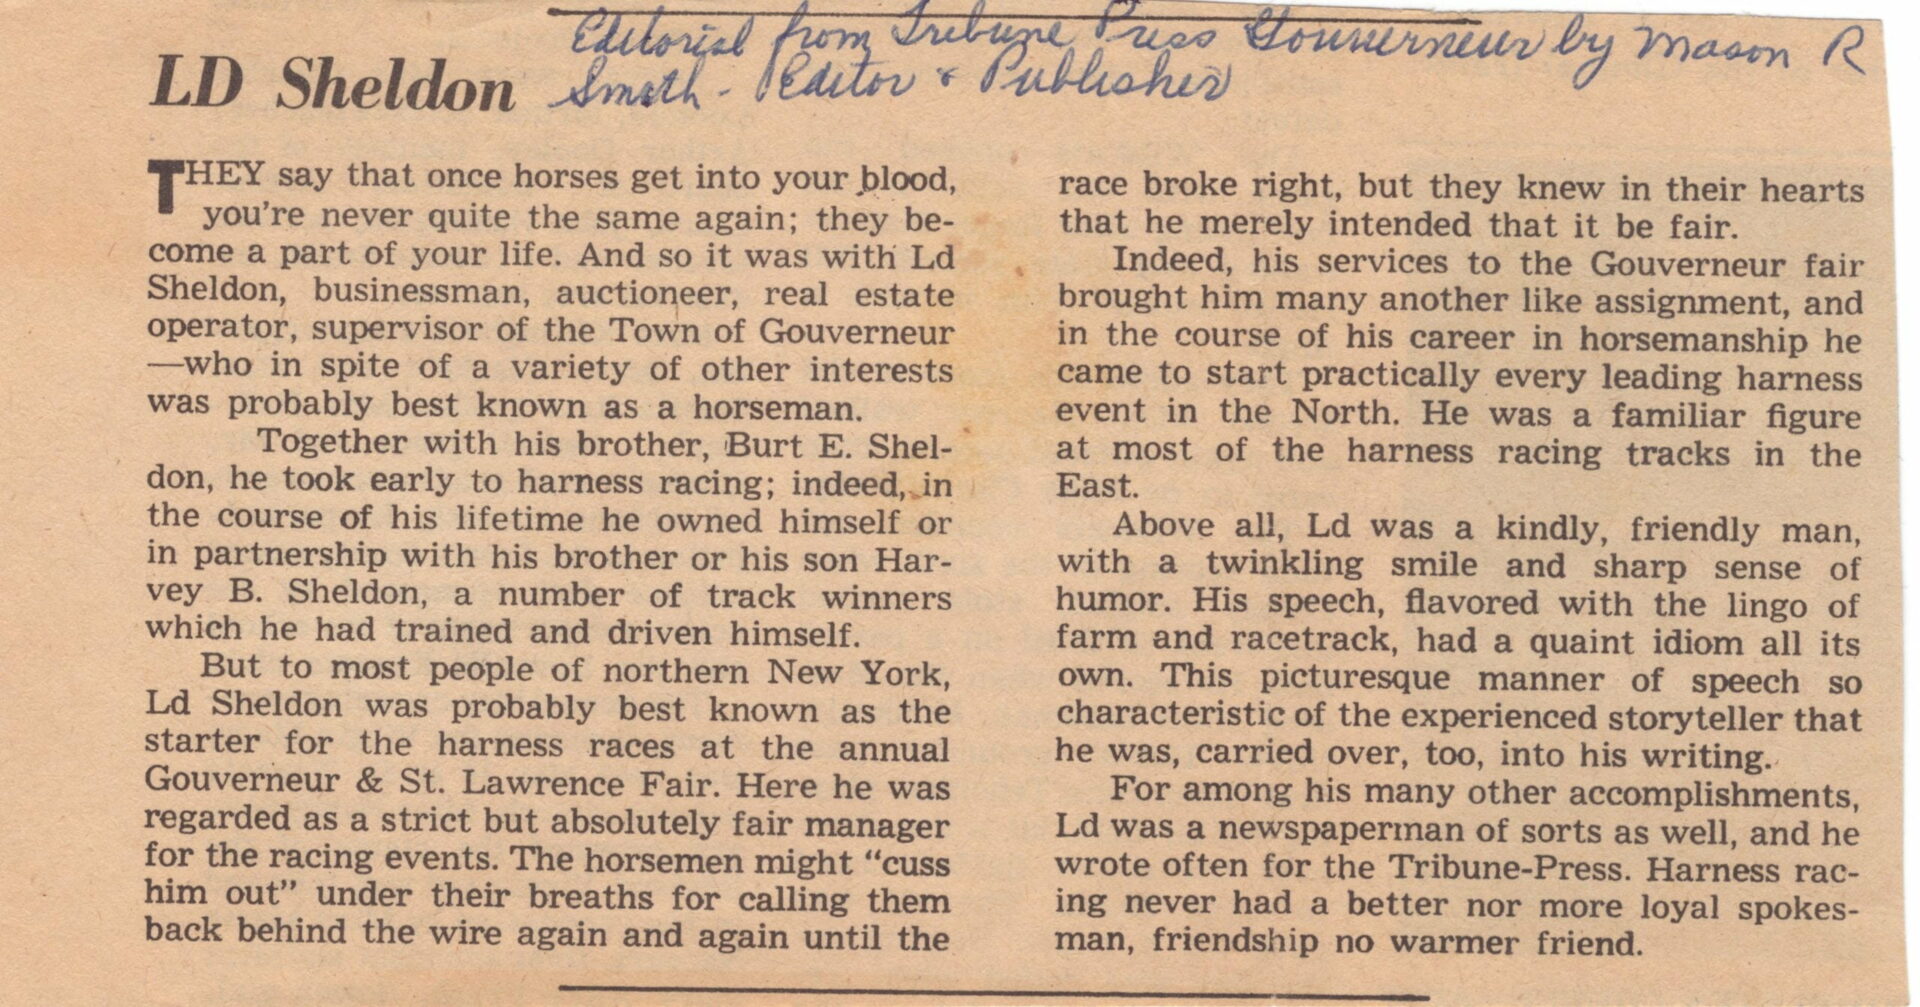 Editorial from Tribune Press Gouverneur by Mason R
Smith - Editor & Publisher
LD Sheldon
THEY say that once horses get into your blood,
you're never quite the same again; they be-
come a part of your life. And so it was with Ld
Sheldon, businessman, auctioneer, real estate
operator, supervisor of the Town of Gouverneur
—who in spite of a variety of other interests
was probably best known as a horseman.
Together with his brother, Burt E. Shel-
don, he took early to harness racing; indeed, in
the course of his lifetime he owned himself or
in partnership with his brother or his son Har-
vey B. Sheldon, a number of track winners
which he had trained and driven himself.
But to most people of northern New York,
Ld Sheldon was probably best known as the
starter for the harness races at the annual
Gouverneur & St. Lawrence Fair. Here he was
regarded as a strict but absolutely fair manager
for the racing events. The horsemen might “cuss
him out” under their breaths for calling them
back behind the wire again and again until the
race broke right, but they knew in their hearts
that he merely intended that it be fair.
Indeed, his services to the Gouverneur fair
brought him many another like assignment, and
in the course of his career in horsemanship he
came to start practically every leading harness
event in the North. He was a familiar figure
at most of the harness racing tracks in the
East.
Above all, Ld was a kindly, friendly man,
with a twinkling smile and sharp sense of
humor. His speech, flavored with the lingo of
farm and racetrack, had a quaint idiom all its
own. This picturesque manner of speech so
characteristic of the experienced storyteller that
he was, carried over, too, into his writing.
For among his many other accomplishments,
Ld was a newspaperman of sorts as well, and he
wrote often for the Tribune-Press. Harness rac-
ing never had a better nor more loyal spokes-
man, friendship no warmer friend.